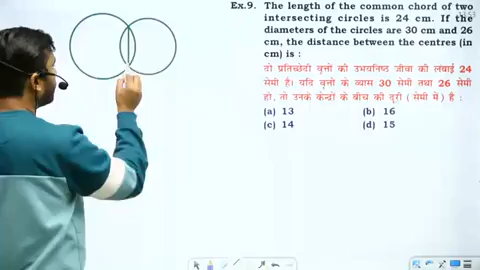 Ex.9. The length of the common chord of two
intersecting circles is 24 cm. If the
diameters of the circles are 30 cm and 26
cm, the distance between the centres (in
cm) is :
दो प्रतिच्छेदी वृत्तो की उभयनिष्ठ जीवा की लंबाई 24
सेमी है। यदि वृत्तो के व्यास 30 सेमी तथा 26 सेमी
हो, तो उनके केन्द्रों के बीच की दूरी ( सेमी में ) है :
(a) 13 (b) 16
(c) 14 (d) 15